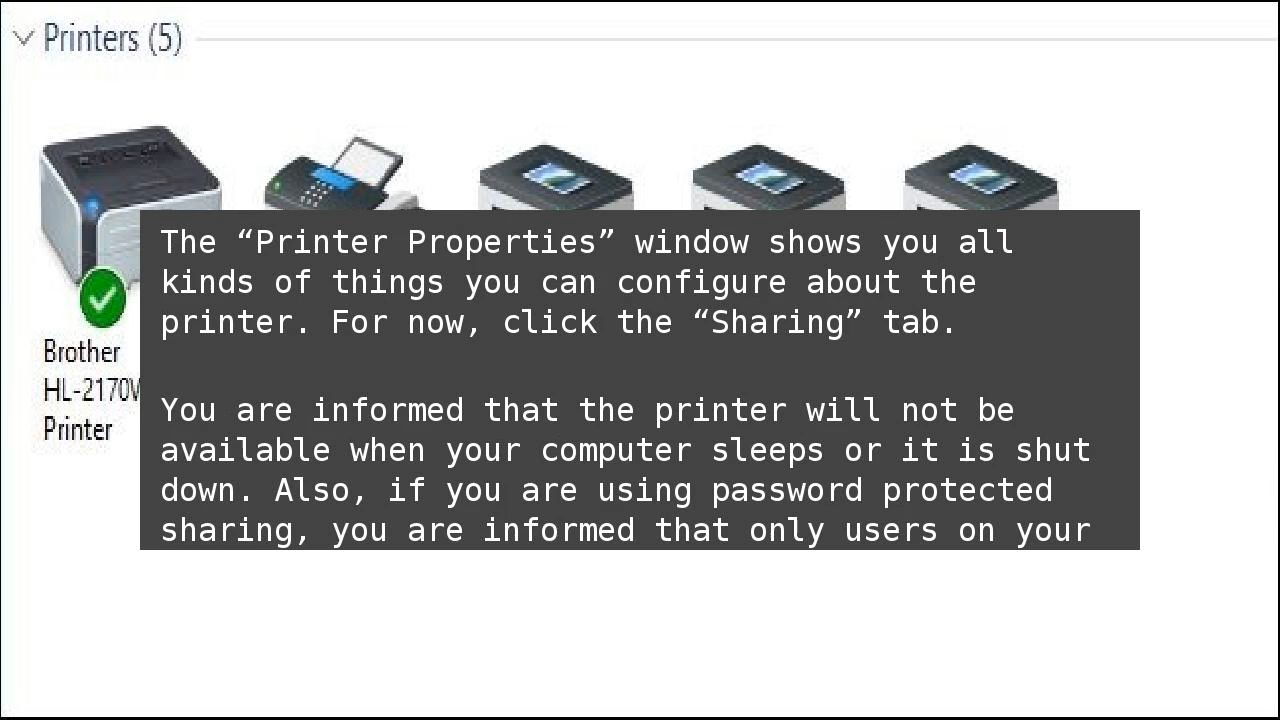 Printers (5)
The “Printer Properties” window shows you all
kinds of things you can configure about the
printer. For now, click the “Sharing” tab.
You are informed that the printer will not be
available when your computer sleeps or it is shut
down. Also, if you are using password protected
sharing, you are informed that only users on your
Brother
HL-2170W
Printer